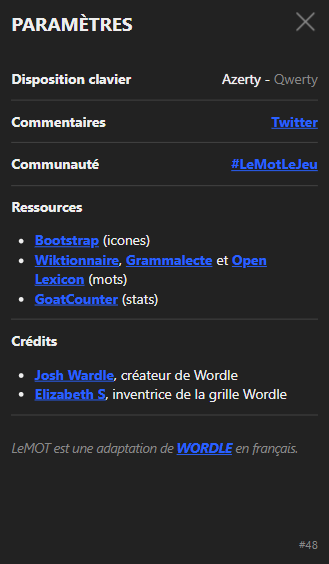 PARAMÈTRES
Disposition clavier Azerty - Qwerty
Commentaires Twitter
Communauté #LeMotLeJeu
Ressources
• Bootstrap (icones)
• Wiktionnaire, Grammalecte et Open
Lexicon (mots)
• GoatCounter (stats)
Crédits
• Josh Wardle, créateur de Wordle
• Elizabeth S, inventrice de la grille Wordle
LeMOT est une adaptation de WORDLE en français.
#48